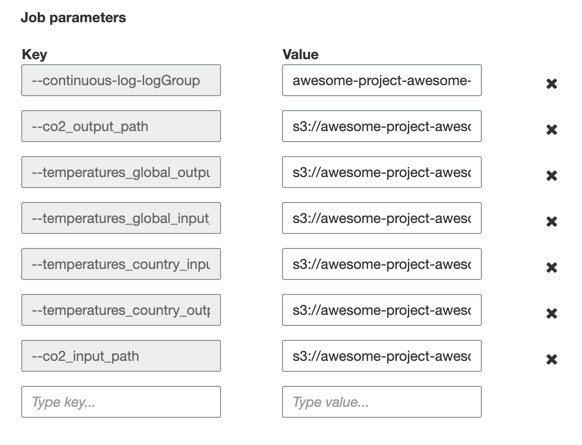 Job parameters
Key Value
--continuous-log-logGroup awesome-project-awesome-
--co2_output_path s3://awesome-project-aweso
--temperatures_global_outpu s3://awesome-project-aweso
--temperatures_global_input_ s3://awesome-project-aweso
--temperatures_country_inpu s3://awesome-project-aweso
--temperatures_country_outp s3://awesome-project-aweso
--co2_input_path s3://awesome-project-aweso
Type key... Type value...